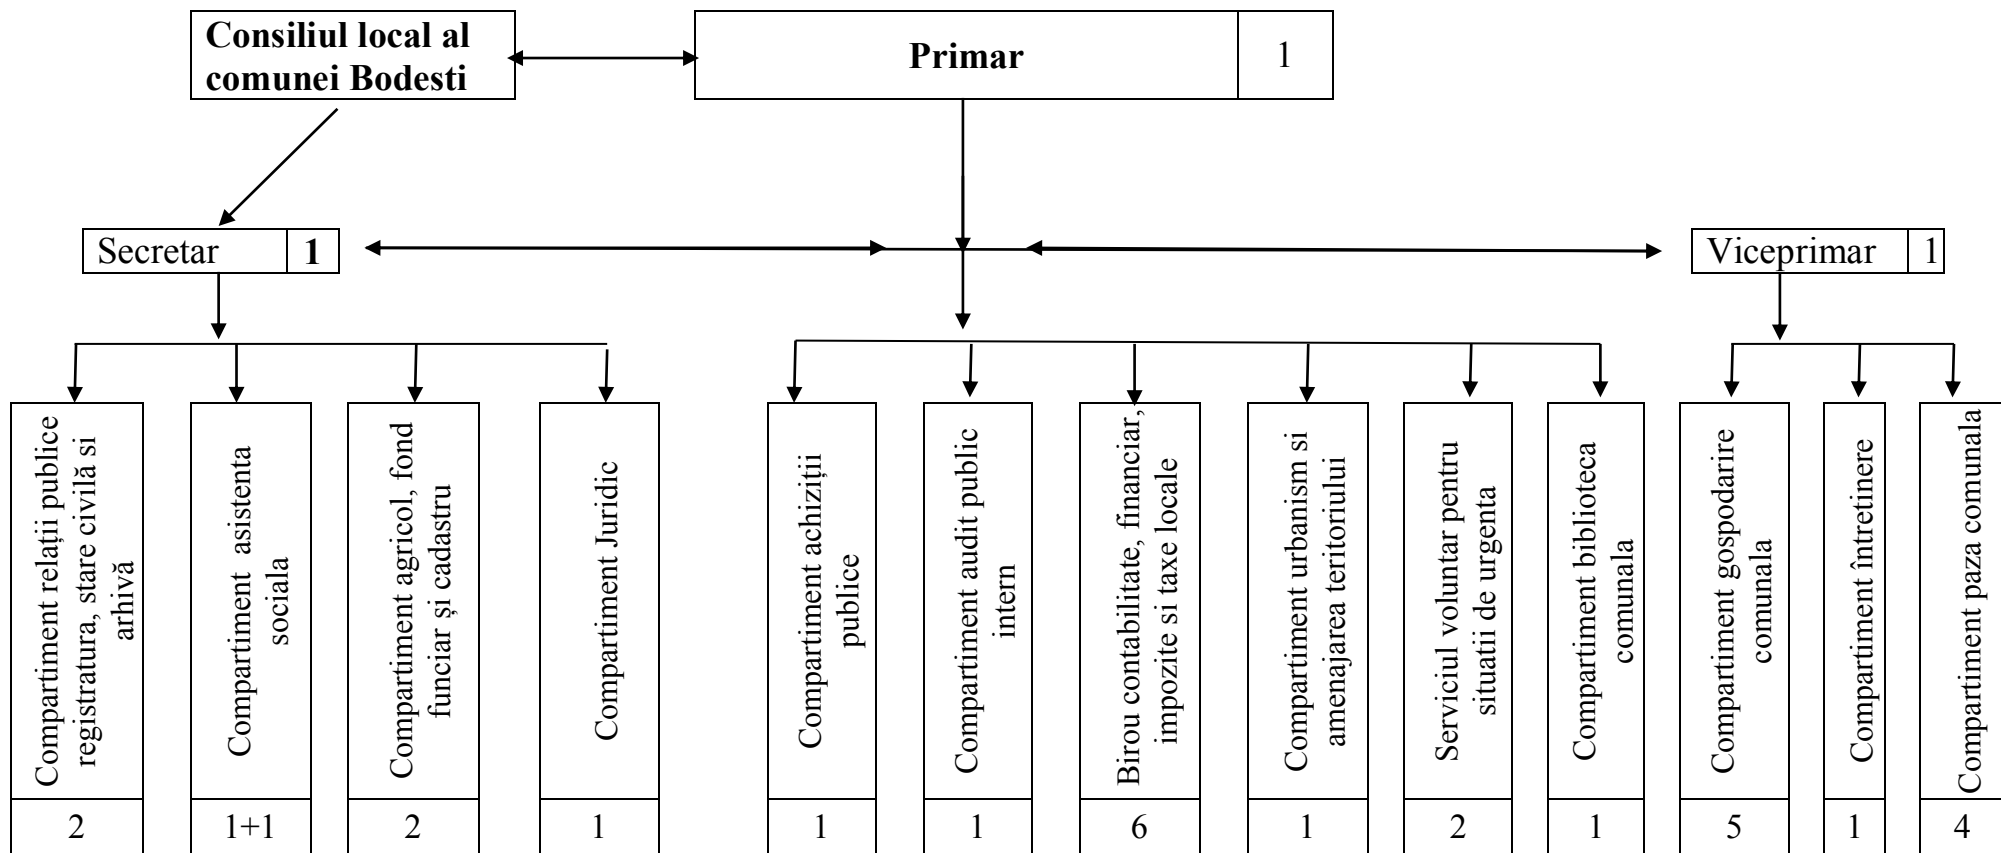 Consiliul local al
comunei Bodesti
Primar
1
Secretar
1
Viceprimar
1
Compartiment relații publice
registratura, stare civilă si
arhivă
2
Compartiment asistenta
sociala
1+1
Compartiment agricol, fond
funciar și cadastru
2
Compartiment Juridic
1
Compartiment achiziții
publice
1
Compartiment audit public
intern
1
Birou contabilitate, financiar,
impozite si taxe locale
6
Compartiment urbanism si
amenajarea teritoriului
1
Serviciul voluntar pentru
situatii de urgenta
2
Compartiment biblioteca
comunala
1
Compartiment gospodarire
comunala
5
Compartiment întretinere
1
Compartiment paza comunala
4